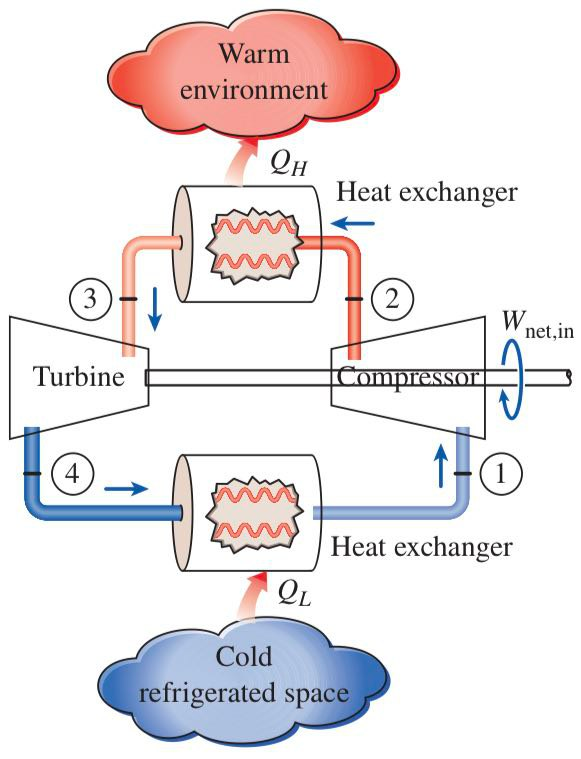 Warm
environment
Q_H
Heat exchanger
3
2
W_net,in
Turbine
Compressor
4
1
Heat exchanger
Q_L
Cold
refrigerated space